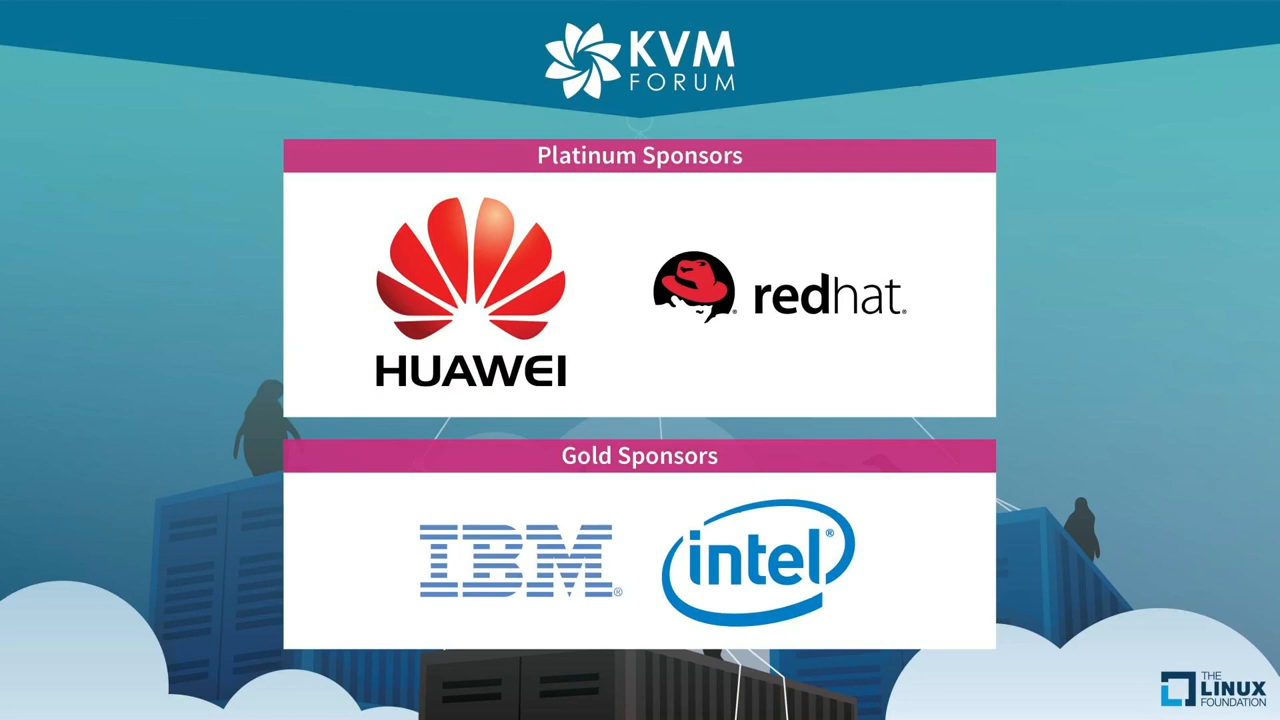 KVM
FORUM
Platinum Sponsors
HUAWEI
redhat®
Gold Sponsors
IBM®
intel®
THE
LINUX
FOUNDATION